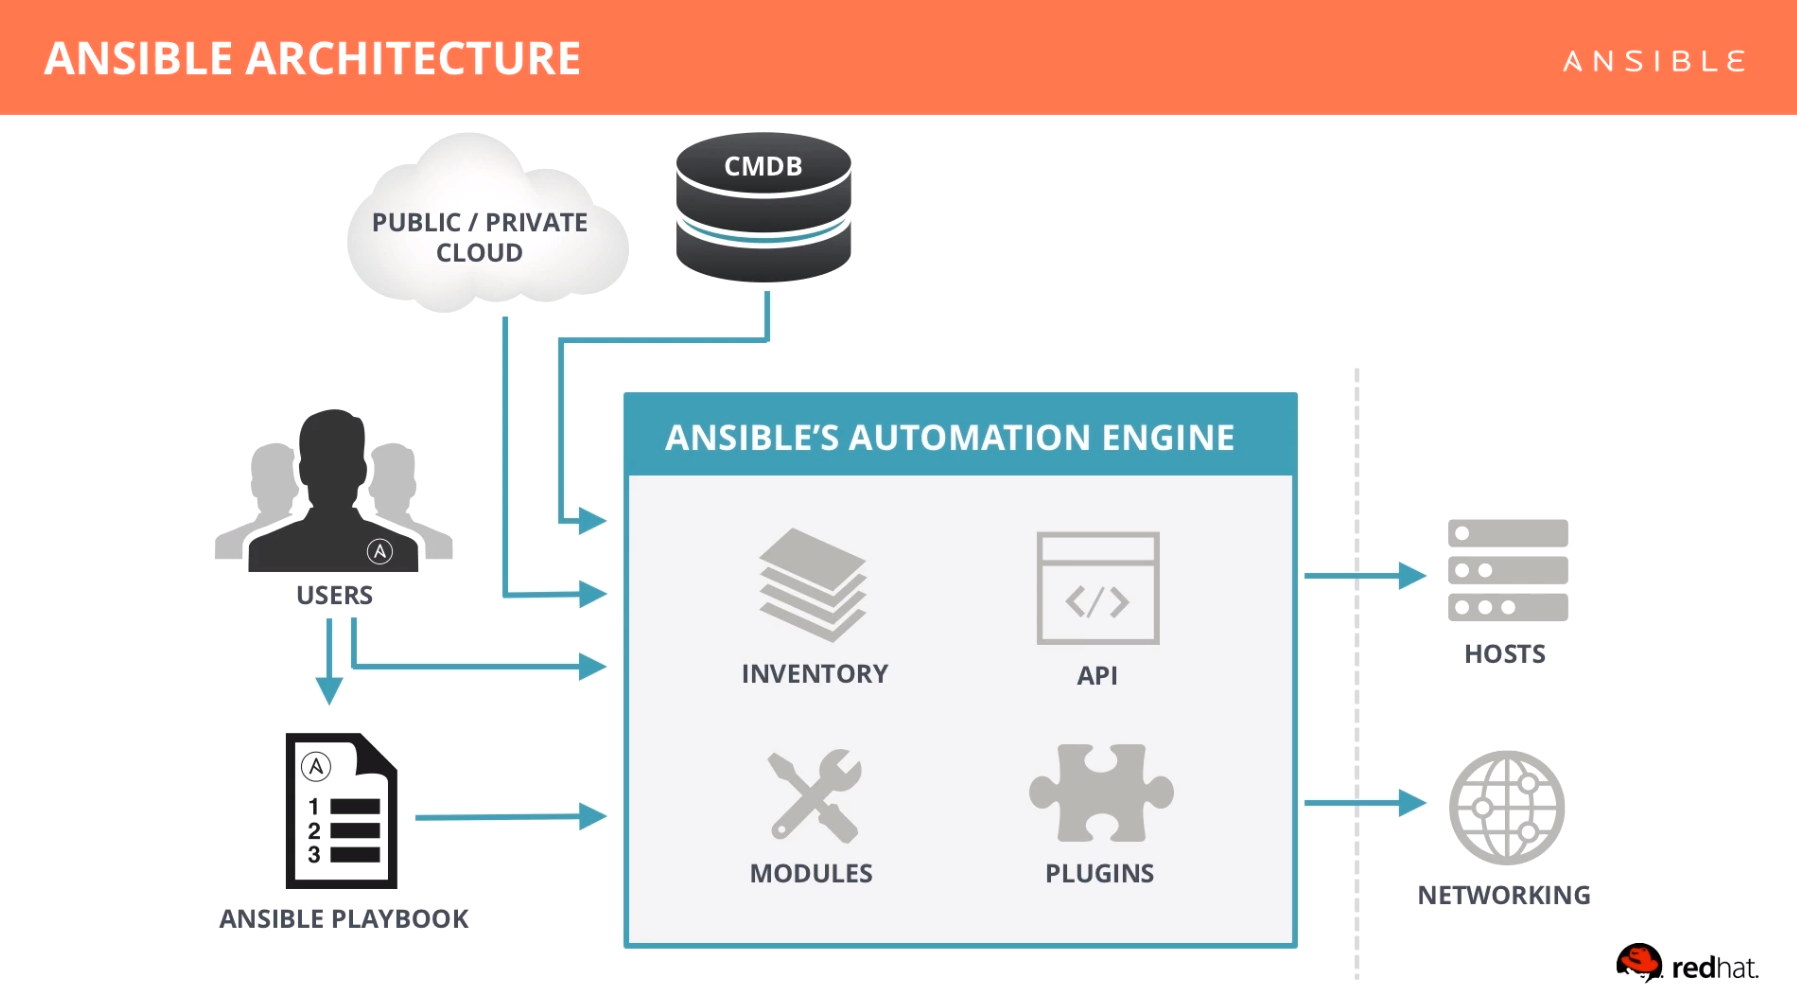 ANSIBLE ARCHITECTURE
ANSIBLE
PUBLIC / PRIVATE
CLOUD
CMDB
ANSIBLE’S AUTOMATION ENGINE
USERS
INVENTORY
API
HOSTS
1
2
3
MODULES
PLUGINS
NETWORKING
ANSIBLE PLAYBOOK
redhat.